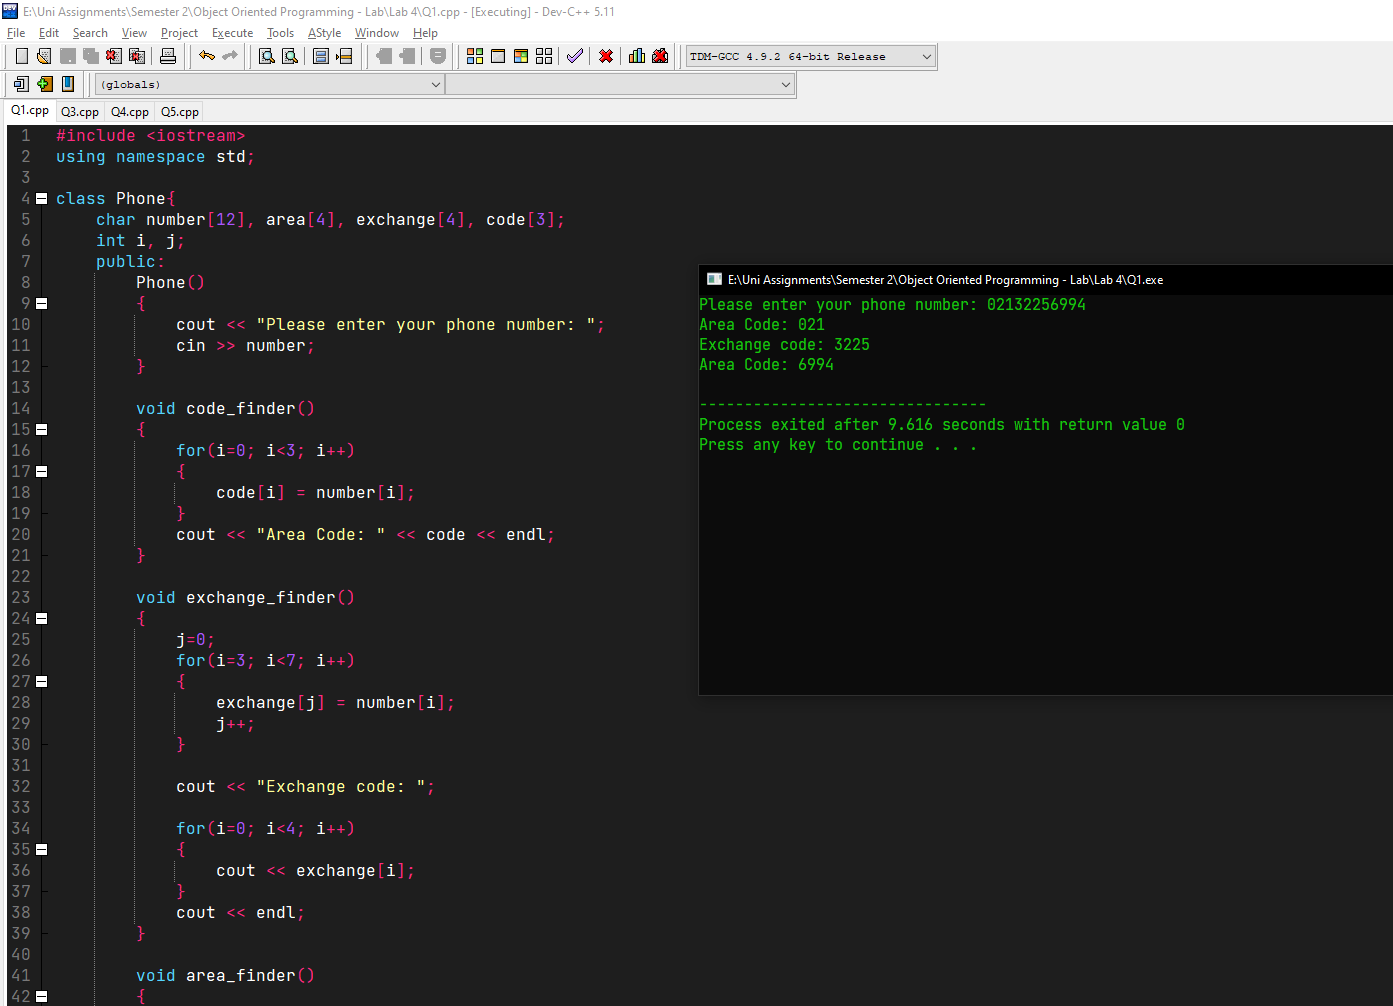 E:\Uni Assignments\Semester 2\Object Oriented Programming - Lab\Lab 4\Q1.cpp - [Executing] - Dev-C++ 5.11
File Edit Search View Project Execute Tools AStyle Window Help
TDM-GCC 4.9.2 64-bit Release
(globals)
Q1.cpp Q3.cpp Q4.cpp Q5.cpp
1 #include <iostream>
2 using namespace std;
3
4 class Phone{
5 char number[12], area[4], exchange[4], code[3];
6 int i, j;
7 public:
8 Phone()
9 {
10 cout << "Please enter your phone number: ";
11 cin >> number;
12 }
13
14 void code_finder()
15 {
16 for(i=0; i<3; i++)
17 {
18 code[i] = number[i];
19 }
20 cout << "Area Code: " << code << endl;
21 }
22
23 void exchange_finder()
24 {
25 j=0;
26 for(i=3; i<7; i++)
27 {
28 exchange[j] = number[i];
29 j++;
30 }
31
32 cout << "Exchange code: ";
33
34 for(i=0; i<4; i++)
35 {
36 cout << exchange[i];
37 }
38 cout << endl;
39 }
40
41 void area_finder()
42 {
E:\Uni Assignments\Semester 2\Object Oriented Programming - Lab\Lab 4\Q1.exe
Please enter your phone number: 02132256994
Area Code: 021
Exchange code: 3225
Area Code: 6994
--------------------------------
Process exited after 9.616 seconds with return value 0
Press any key to continue . . .